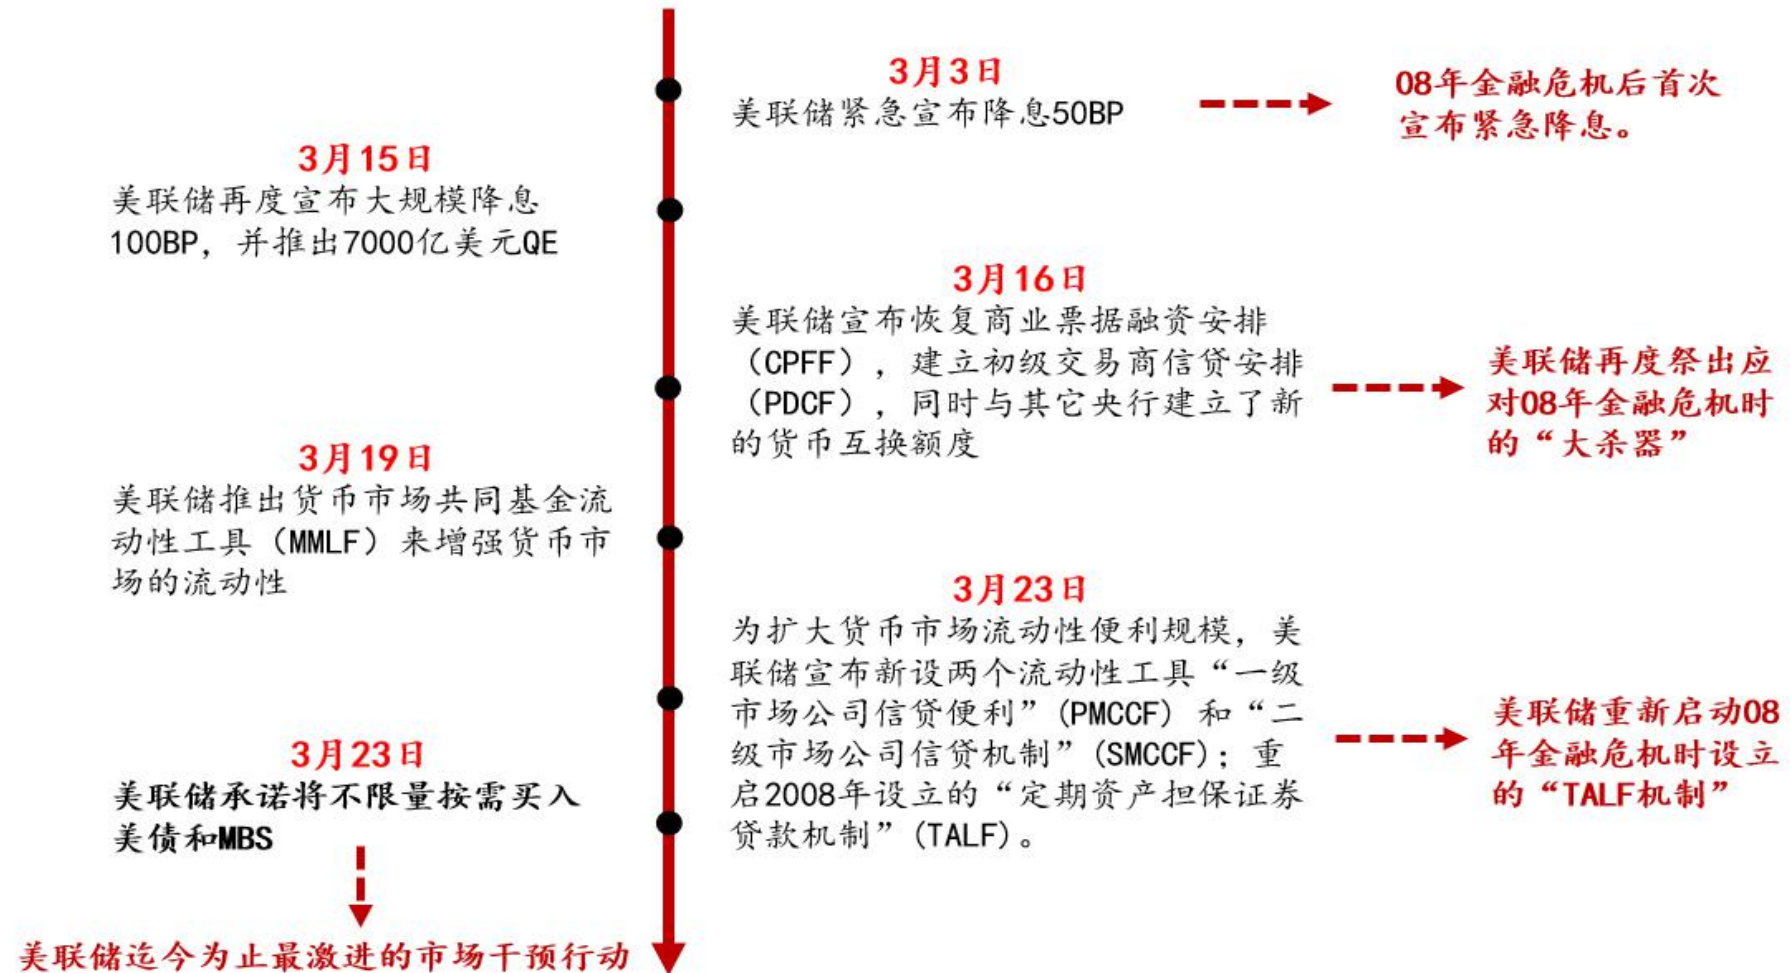 3月3日
美联储紧急宣布降息50BP
08年金融危机后首次
宣布紧急降息。
3月15日
美联储再度宣布大规模降息
100BP，并推出7000亿美元QE
3月16日
美联储宣布恢复商业票据融资安排
（CPFF），建立初级交易商信贷安排
（PDCF），同时与其它央行建立了新
的货币互换额度
美联储再度祭出应
对08年金融危机时
的“大杀器”
3月19日
美联储推出货币市场共同基金流
动性工具（MMLF）来增强货币市
场的流动性
3月23日
为扩大货币市场流动性便利规模，美
联储宣布新设两个流动性工具“一级
市场公司信贷便利”(PMCCF) 和“二
级市场公司信贷机制”(SMCCF)；重
启2008年设立的“定期资产担保证券
贷款机制”(TALF)。
美联储重新启动08
年金融危机时设立
的“TALF机制”
3月23日
美联储承诺将不限量按需买入
美债和MBS
美联储迄今为止最激进的市场干预行动